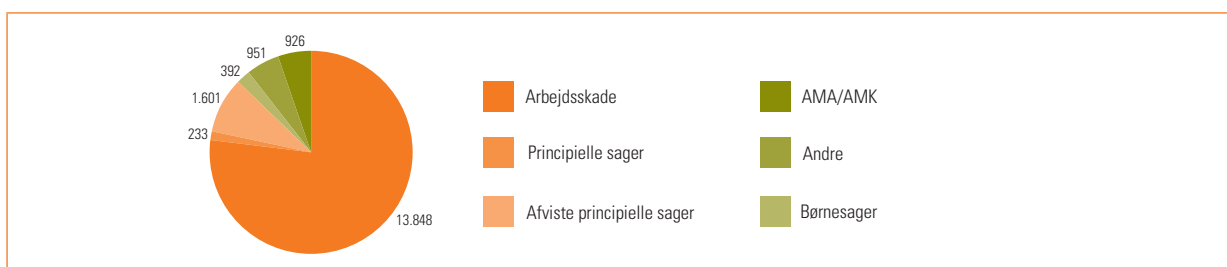 926
951
392
1.601
233
13.848
Arbejdsskade
Principielle sager
Afviste principielle sager
AMA/AMK
Andre
Børnesager